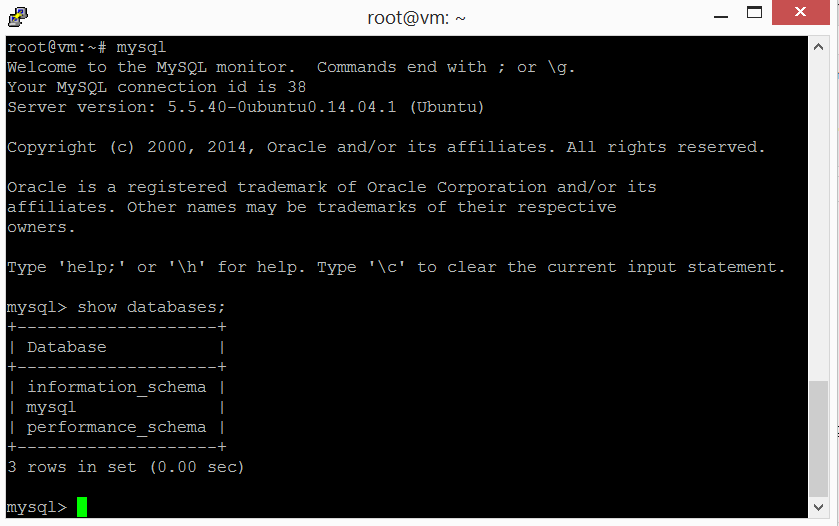 root@vm: ~
root@vm:~# mysql
Welcome to the MySQL monitor.  Commands end with ; or \g.
Your MySQL connection id is 38
Server version: 5.5.40-0ubuntu0.14.04.1 (Ubuntu)
Copyright (c) 2000, 2014, Oracle and/or its affiliates. All rights reserved.
Oracle is a registered trademark of Oracle Corporation and/or its
affiliates. Other names may be trademarks of their respective
owners.
Type 'help;' or '\h' for help. Type '\c' to clear the current input statement.
mysql> show databases;
+--------------------+
| Database           |
+--------------------+
| information_schema |
| mysql              |
| performance_schema |
+--------------------+
3 rows in set (0.00 sec)
mysql>